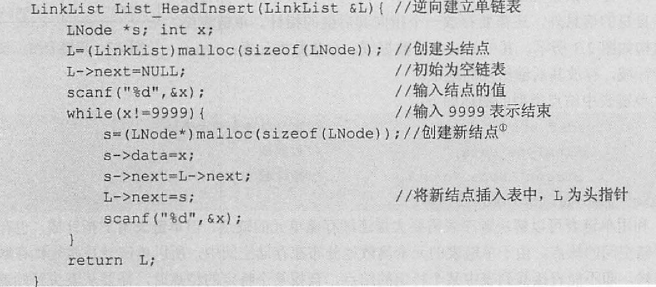 LinkList List_HeadInsert(LinkList &L){ //逆向建立单链表
LNode *s; int x;
L=(LinkList)malloc(sizeof(LNode)); //创建头结点
L->next=NULL; //初始为空链表
scanf("%d",&x); //输入结点的值
while(x!=9999){ //输入 9999 表示结束
s=(LNode*)malloc(sizeof(LNode));//创建新结点①
s->data=x;
s->next=L->next;
L->next=s; //将新结点插入表中，L 为头指针
scanf("%d",&x);
}
return L;
}